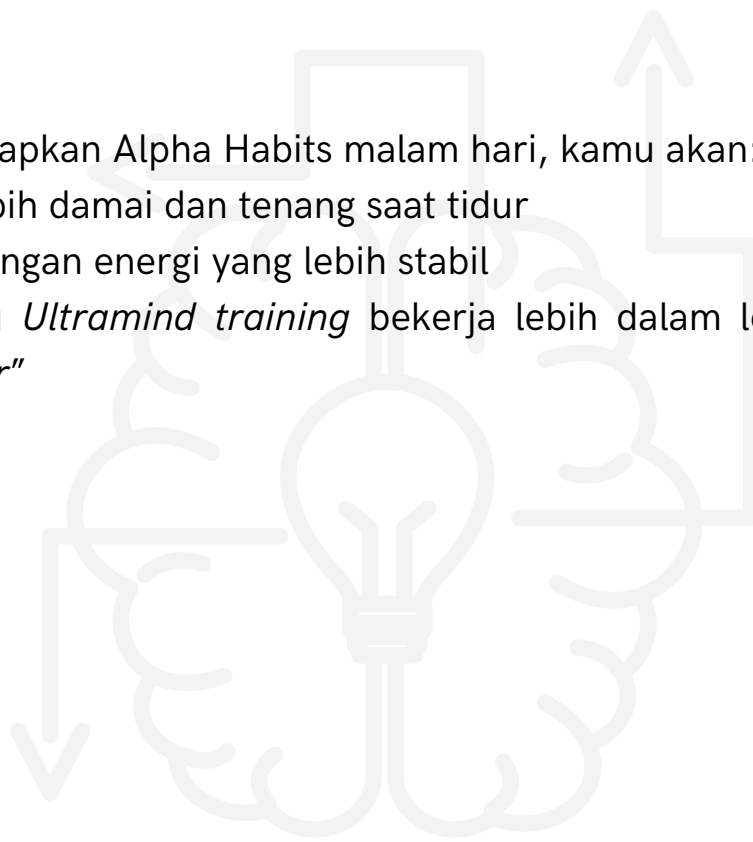 apkan Alpha Habits malam hari, kamu akan:
bih damai dan tenang saat tidur
ngan energi yang lebih stabil
Ultramind training bekerja lebih dalam le
r"